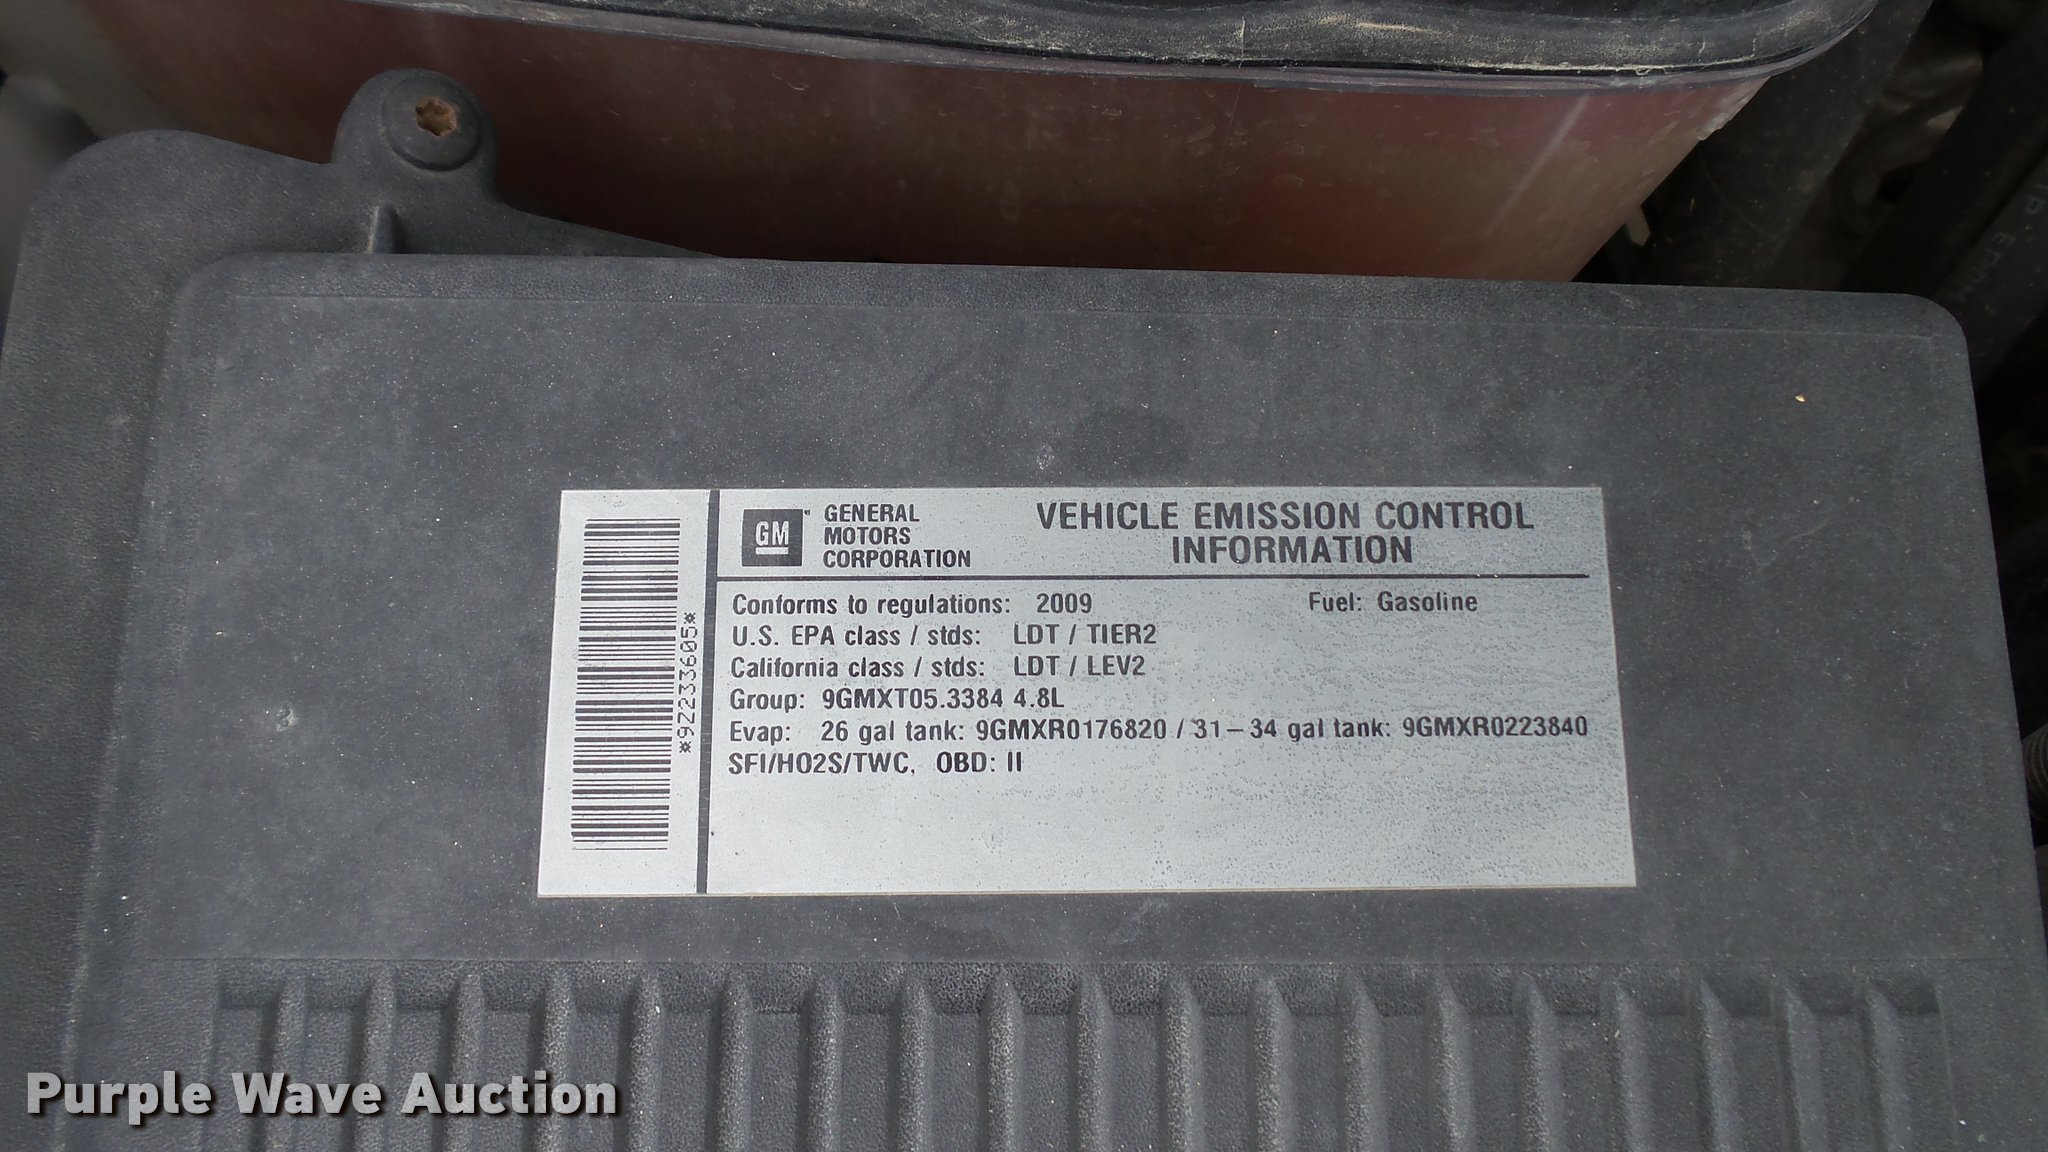 GM
GENERAL
MOTORS
CORPORATION
VEHICLE EMISSION CONTROL
INFORMATION
Conforms to regulations: 2009 Fuel: Gasoline
U.S. EPA class / stds: LDT / TIER2
California class / stds: LDT / LEV2
Group: 9GMXT05.3384 4.8L
Evap: 26 gal tank: 9GMXR0176820 / 31-34 gal tank: 9GMXR0223840
SFI/HO2S/TWC, OBD: II
*9Z233605*
Purple Wave Auction